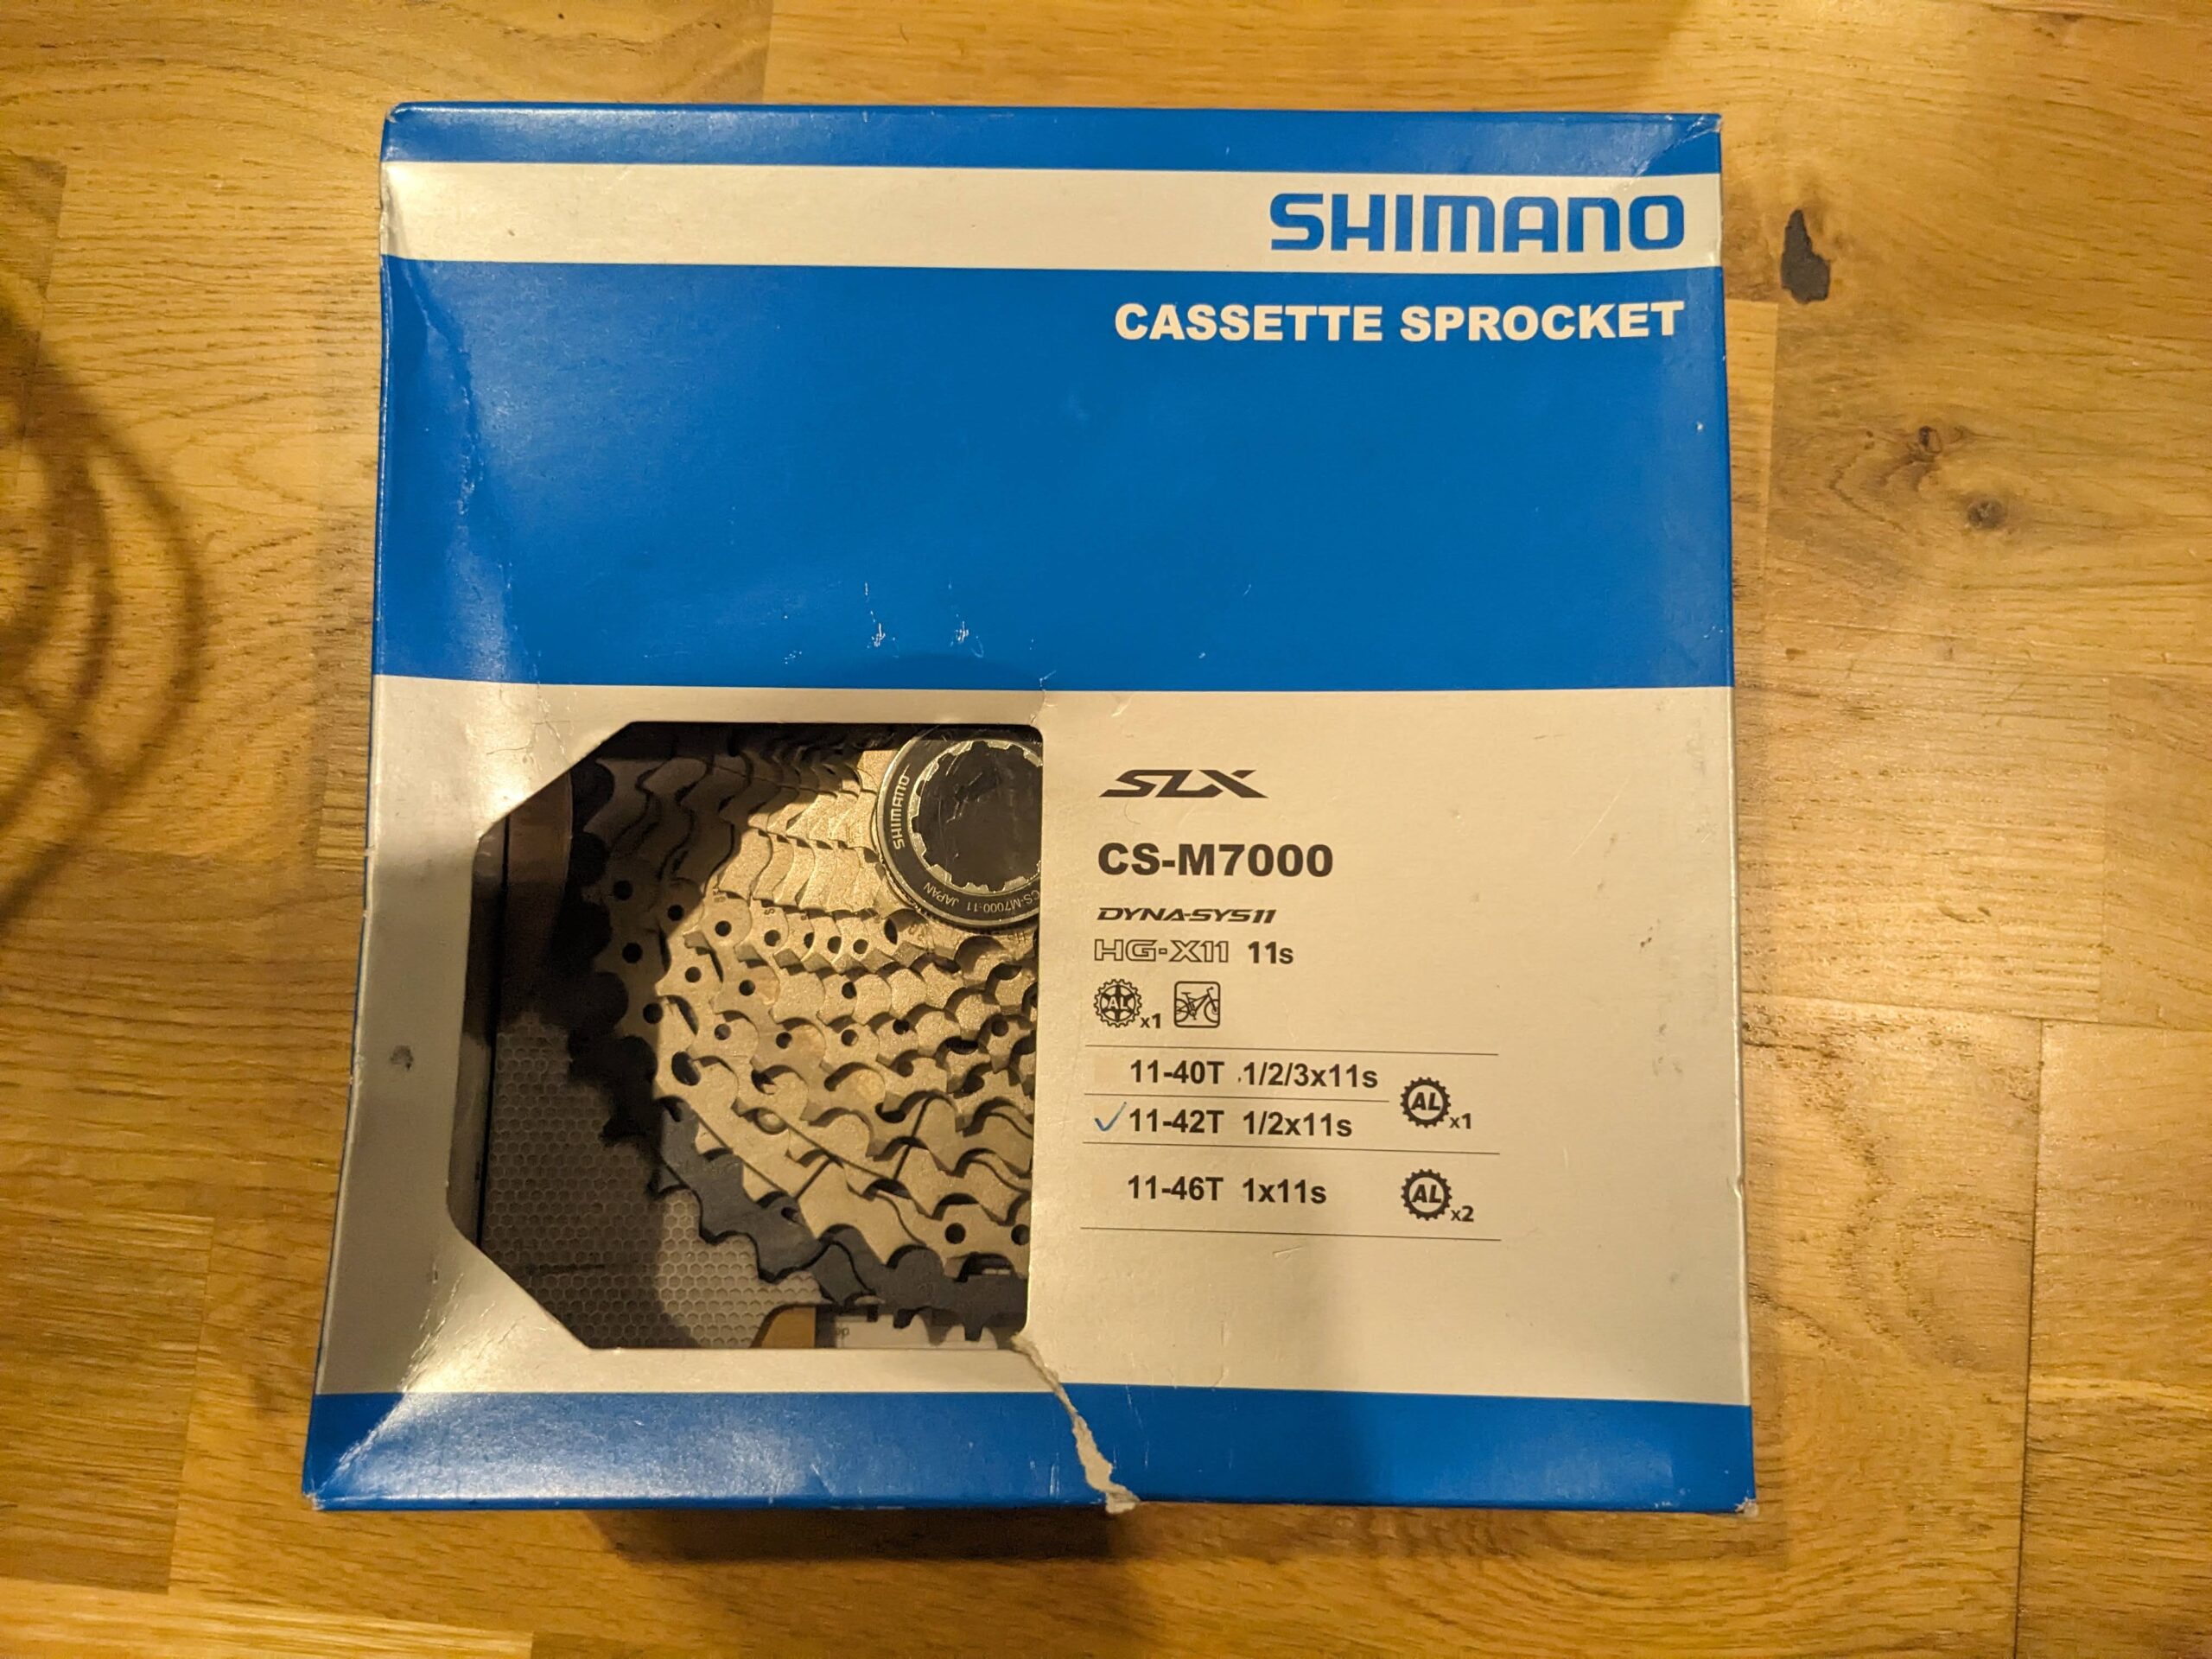 SHIMANO
CASSETTE SPROCKET
SHIMANO
CS-M7000-11 JAPAN
SLX
CS-M7000
DYNA-SYS11
HG-X11 11s
AL x1
11-40T 1/2/3x11s
AL x1
✓ 11-42T 1/2x11s
11-46T 1x11s AL x2